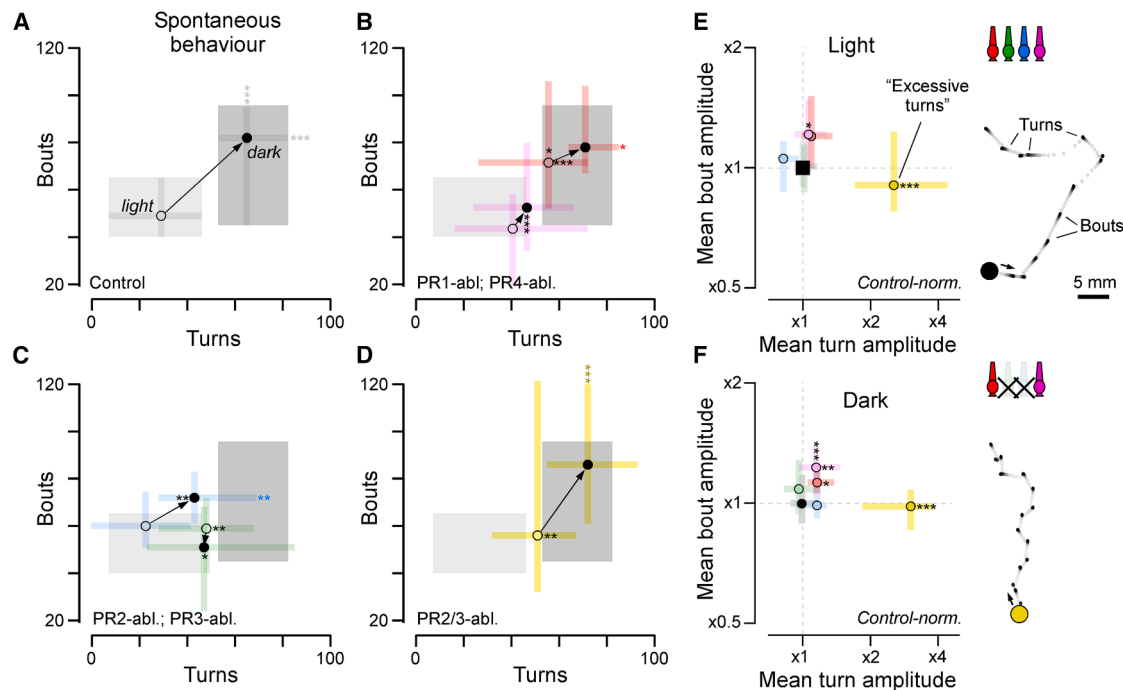 A
Spontaneous
behaviour
120
Bouts
20
***
***
dark
light
Control
0
100
Turns
B
120
Bouts
20
*
***
*
***
PR1-abl; PR4-abl.
0
100
Turns
C
120
Bouts
20
**
**
**
*
PR2-abl.; PR3-abl.
0
100
Turns
D
120
Bouts
20
***
**
PR2/3-abl.
0
100
Turns
E
Light
x2
x1
x0.5
Mean bout amplitude
*
"Excessive
turns"
***
Control-norm.
x1
x2
x4
Mean turn amplitude
Turns
Bouts
5 mm
F
Dark
x2
x1
x0.5
Mean bout amplitude
***
**
*
***
Control-norm.
x1
x2
x4
Mean turn amplitude